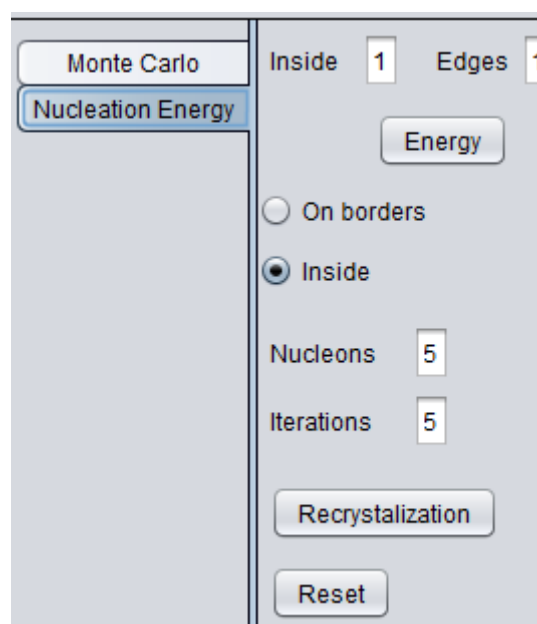 Monte Carlo
Nucleation Energy
Inside 1 Edges
Energy
On borders
Inside
Nucleons 5
Iterations 5
Recrystalization
Reset